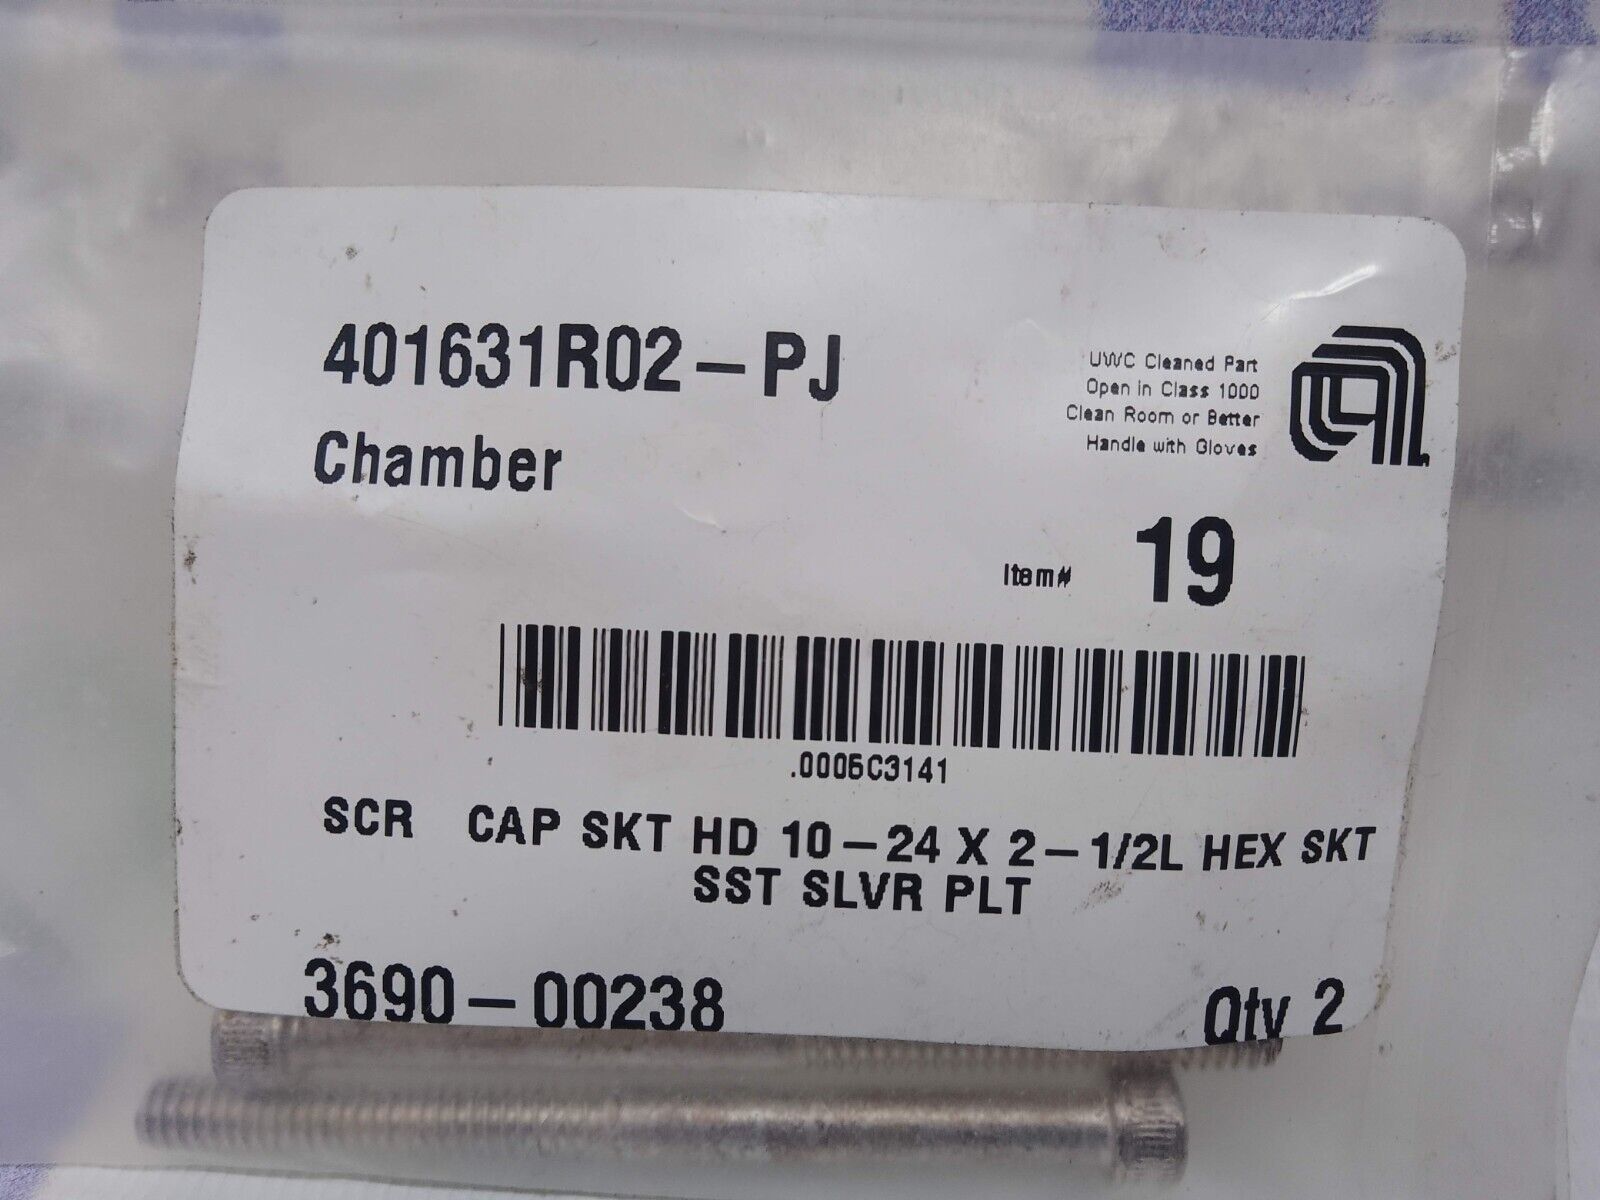 401631R02-PJ
UWC Cleaned Part
Open in Class 1000
Clean Room or Better
Handle with Gloves
Chamber
Item# 19
.0005C3141
SCR CAP SKT HD 10-24 X 2-1/2L HEX SKT
SST SLVR PLT
3690-00238
Qty 2